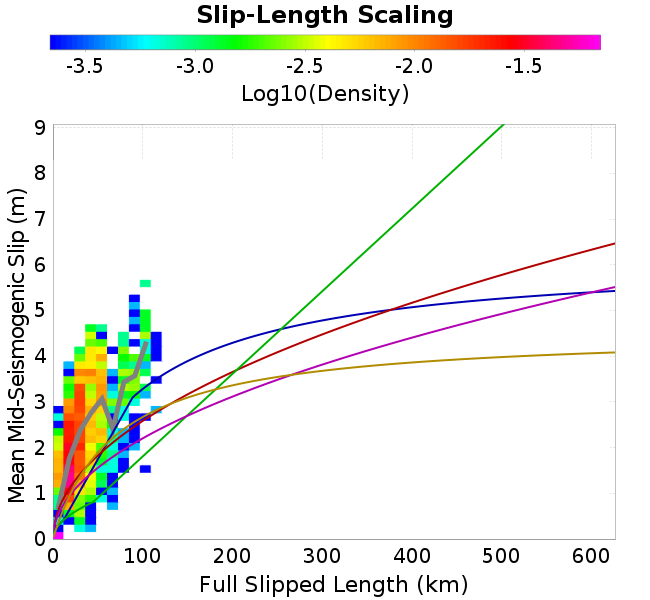 Slip-Length Scaling
-3.5 -3.0 -2.5 -2.0 -1.5
Log10(Density)
Mean Mid-Seismogenic Slip (m)
9
8
7
6
5
4
3
2
1
0
0 100 200 300 400 500 600
Full Slipped Length (km)